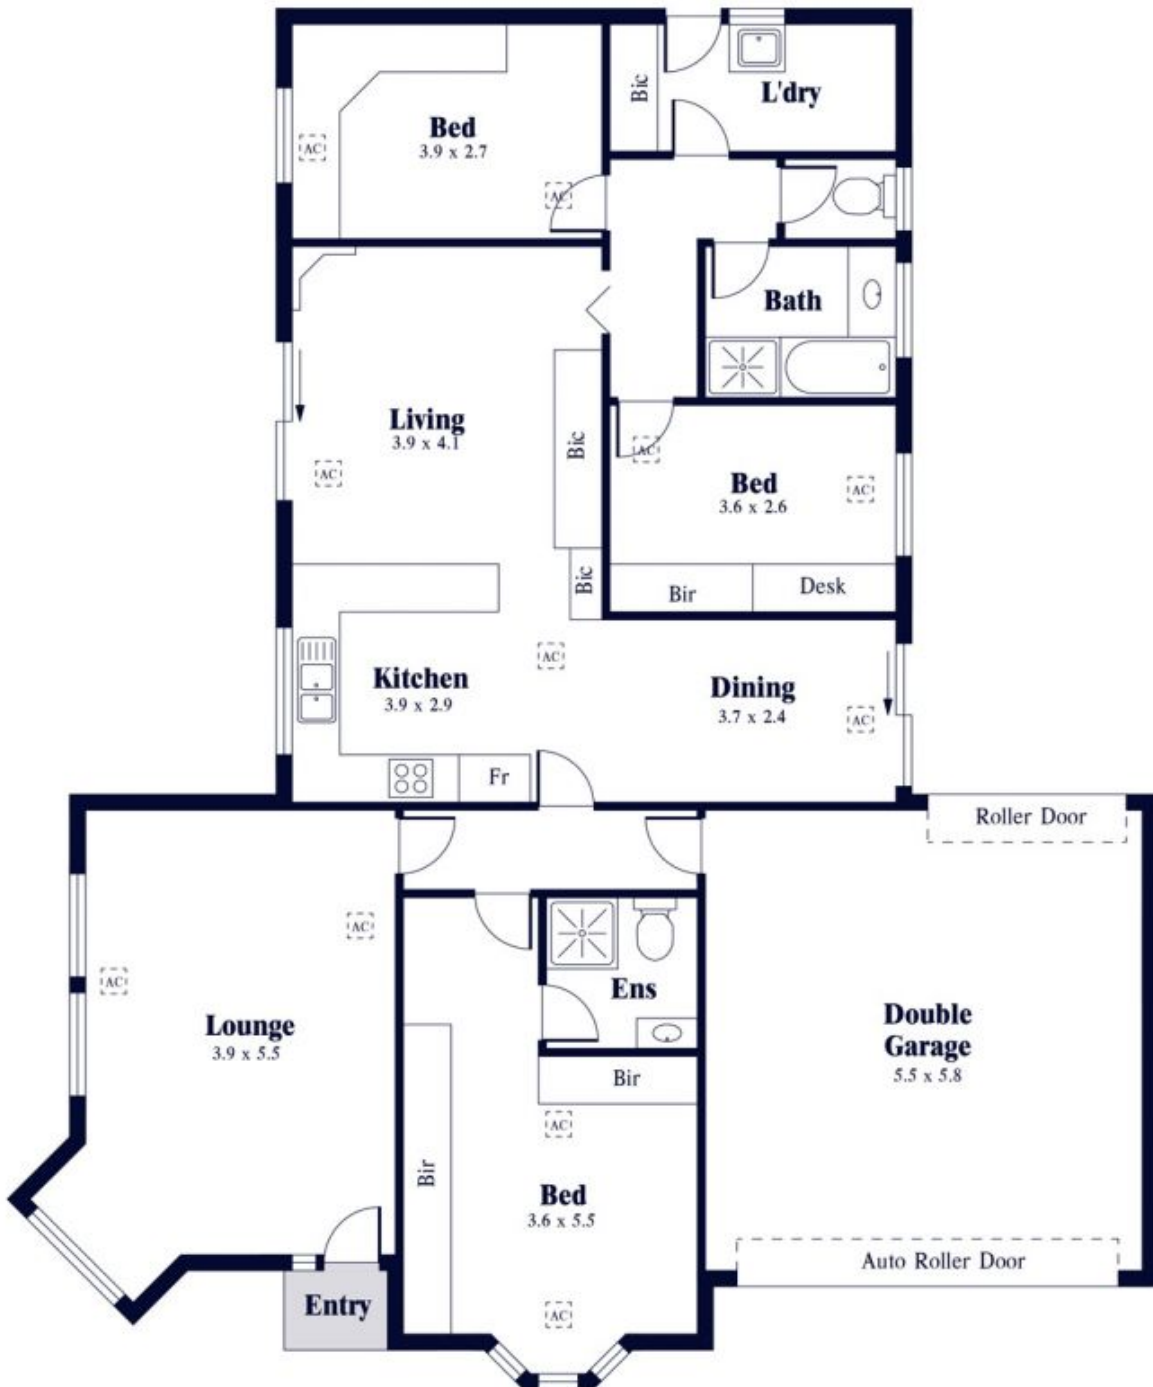 Bic
L'dry
Bed
3.9 x 2.7
AC
AC
Bath
Living
3.9 x 4.1
AC
Bic
AC
Bed
3.6 x 2.6
AC
Bic
Bir
Desk
AC
Kitchen
3.9 x 2.9
Dining
3.7 x 2.4
AC
Fr
Roller Door
AC
AC
Lounge
3.9 x 5.5
Ens
Double
Garage
5.5 x 5.8
Bir
AC
Bir
Bed
3.6 x 5.5
Auto Roller Door
Entry
AC